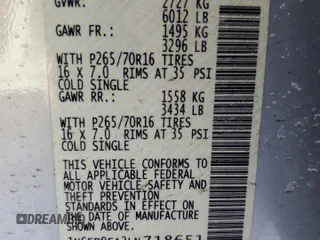 GVWR: 2727 KG
6012 LB
GAWR FR.: 1495 KG
3296 LB
WITH P265/70R16 TIRES
16 X 7.0 RIMS AT 35 PSI
COLD SINGLE
GAWR RR.: 1558 KG
3434 LB
WITH P265/70R16 TIRES
16 X 7.0 RIMS AT 35 PSI
COLD SINGLE
THIS VEHICLE CONFORMS TO
ALL APPLICABLE FEDERAL
MOTOR VEHICLE SAFETY
AND THEFT PREVENTION
STANDARDS IN EFFECT ON
THE DATE OF MANUFACTURE
SHOWN ABOVE.
718651
DREAM